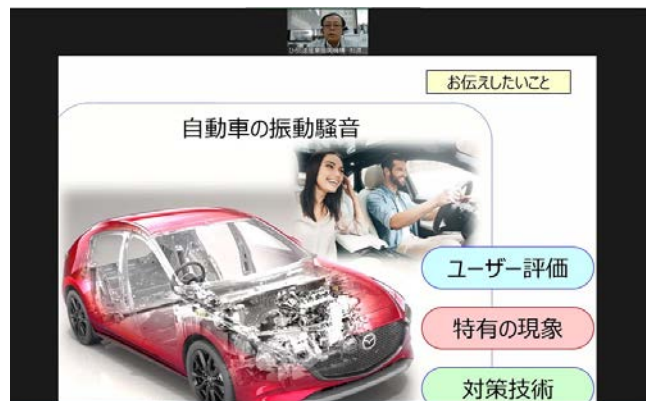 お伝えしたいこと
自動車の振動騒音
ユーザー評価
特有の現象
対策技術